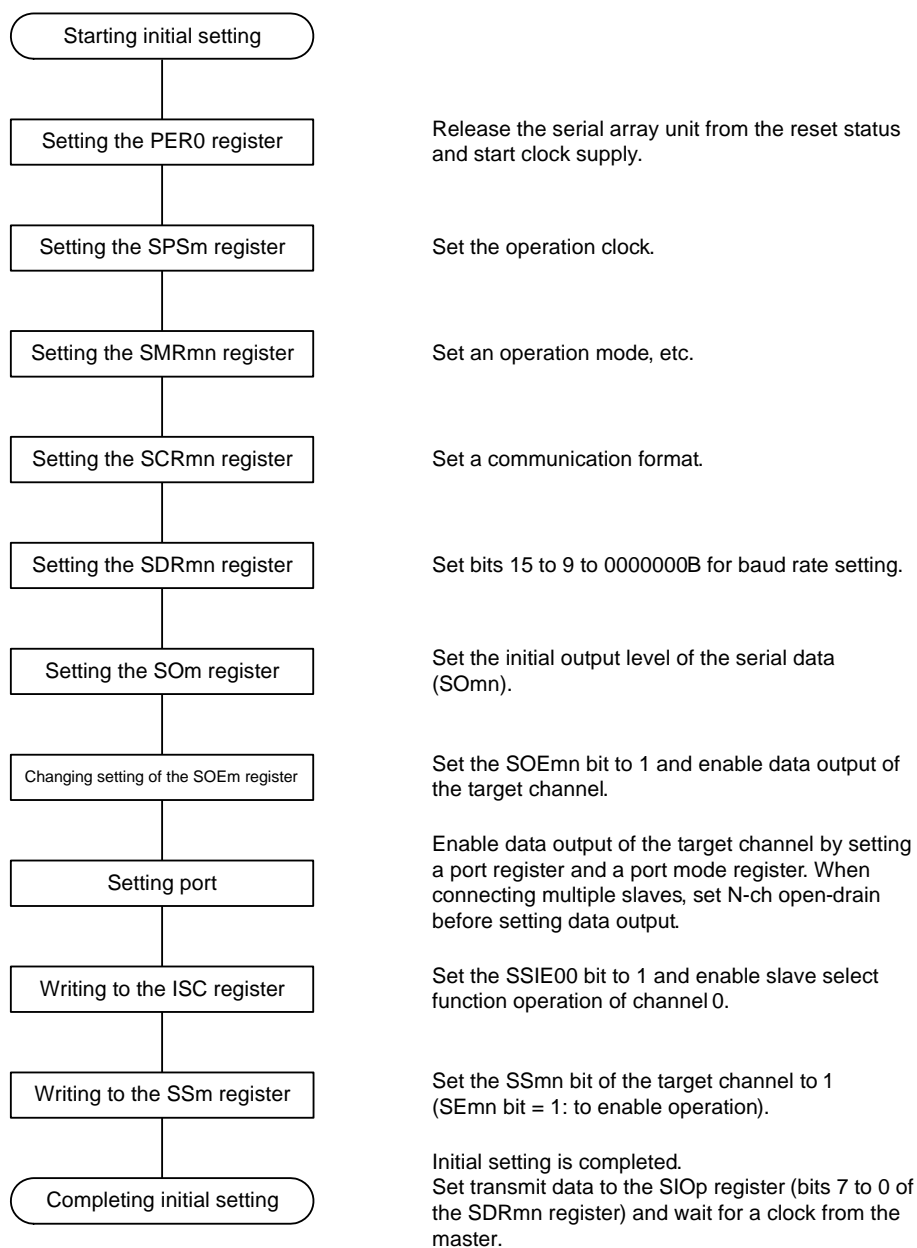 Starting initial setting
Setting the PER0 register
Release the serial array unit from the reset status
and start clock supply.
Setting the SPSm register
Set the operation clock.
Setting the SMRmn register
Set an operation mode, etc.
Setting the SCRmn register
Set a communication format.
Setting the SDRmn register
Set bits 15 to 9 to 0000000B for baud rate setting.
Setting the SOm register
Set the initial output level of the serial data
(SOmn).
Changing setting of the SOEm register
Set the SOEmn bit to 1 and enable data output of
the target channel.
Setting port
Enable data output of the target channel by setting
a port register and a port mode register. When
connecting multiple slaves, set N-ch open-drain
before setting data output.
Writing to the ISC register
Set the SSIE00 bit to 1 and enable slave select
function operation of channel 0.
Writing to the SSm register
Set the SSmn bit of the target channel to 1
(SEmn bit = 1: to enable operation).
Completing initial setting
Initial setting is completed.
Set transmit data to the SIOp register (bits 7 to 0 of
the SDRmn register) and wait for a clock from the
master.